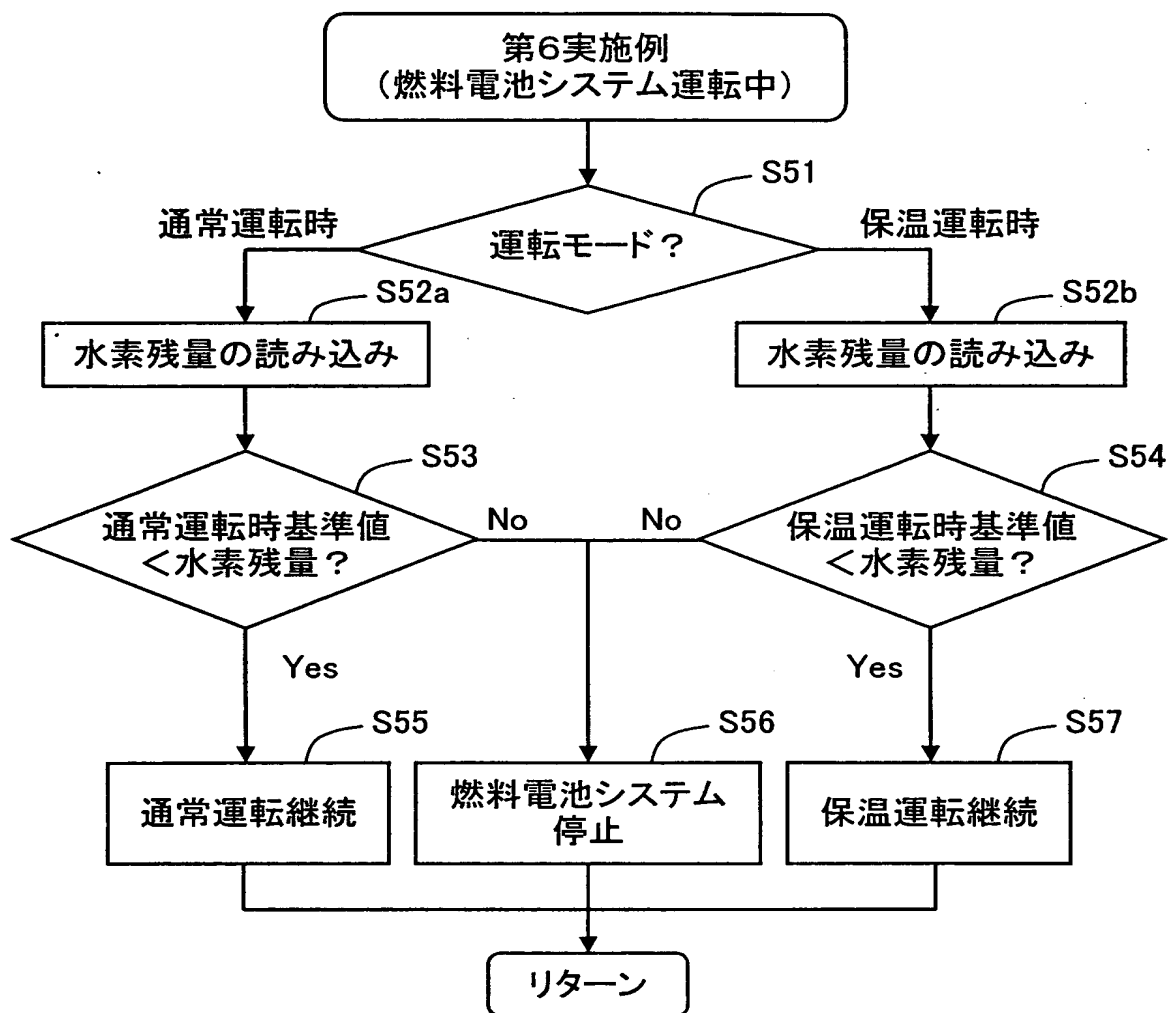 第6実施例
(燃料電池システム運転中)
S51
通常運転時
運転モード？
保温運転時
S52a
S52b
水素残量の読み込み
水素残量の読み込み
S53
S54
通常運転時基準値
＜水素残量？
No
No
保温運転時基準値
＜水素残量？
Yes
Yes
S55
S56
S57
通常運転継続
燃料電池システム
停止
保温運転継続
リターン